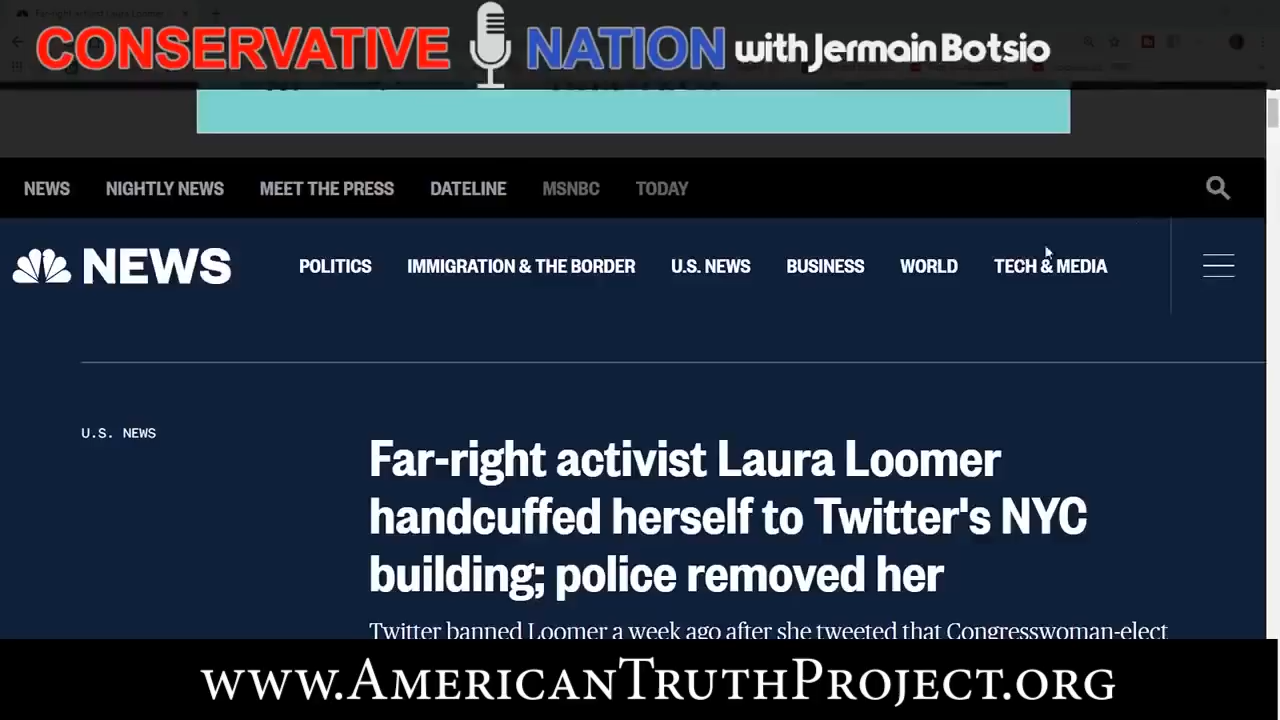 CONSERVATIVE NATION with Jermain Botsio
NEWS NIGHTLY NEWS MEET THE PRESS DATELINE MSNBC TODAY
NEWS POLITICS IMMIGRATION & THE BORDER U.S. NEWS BUSINESS WORLD TECH & MEDIA
U.S. NEWS
Far-right activist Laura Loomer
handcuffed herself to Twitter's NYC
building; police removed her
Twitter banned Loomer a week ago after she tweeted that Congresswoman-elect
www.AmericanTruthProject.org